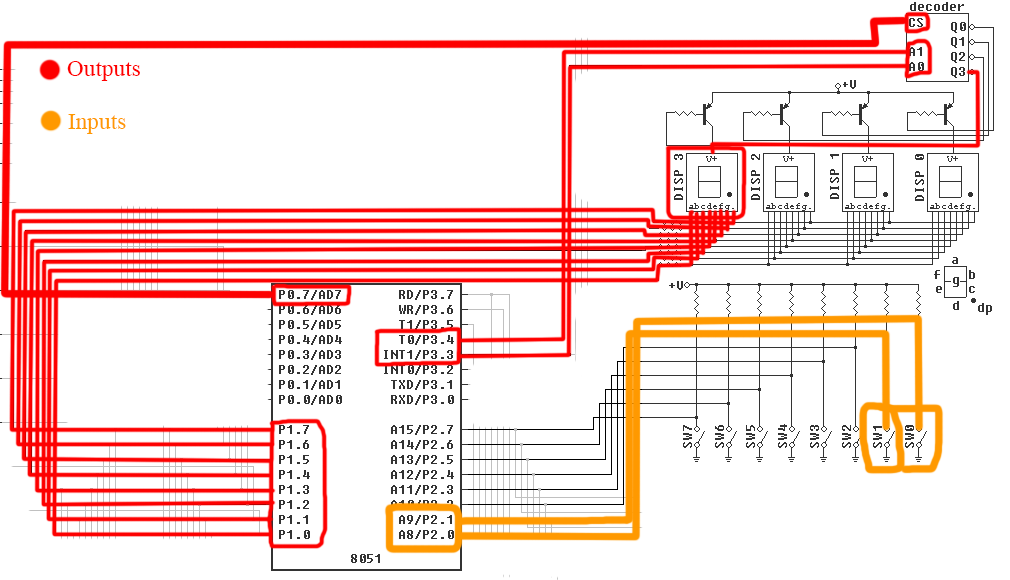 decoder
CS
A1
A0
Q0
Q1
Q2
Q3
Outputs
Inputs
+V
DISP 3
V+
abcdefg.
DISP 2
V+
abcdefg.
DISP 1
V+
abcdefg.
DISP 0
V+
abcdefg.
a
f
b
g
e
c
d
dp
+V
P0.7/AD7
P0.6/AD6
P0.5/AD5
P0.4/AD4
P0.3/AD3
P0.2/AD2
P0.1/AD1
P0.0/AD0
P1.7
P1.6
P1.5
P1.4
P1.3
P1.2
P1.1
P1.0
RD/P3.7
WR/P3.6
T1/P3.5
T0/P3.4
INT1/P3.3
INT0/P3.2
TXD/P3.1
RXD/P3.0
A15/P2.7
A14/P2.6
A13/P2.5
A12/P2.4
A11/P2.3
A10/P2.2
A9/P2.1
A8/P2.0
8051
SW7
SW6
SW5
SW4
SW3
SW2
SW1
SW0